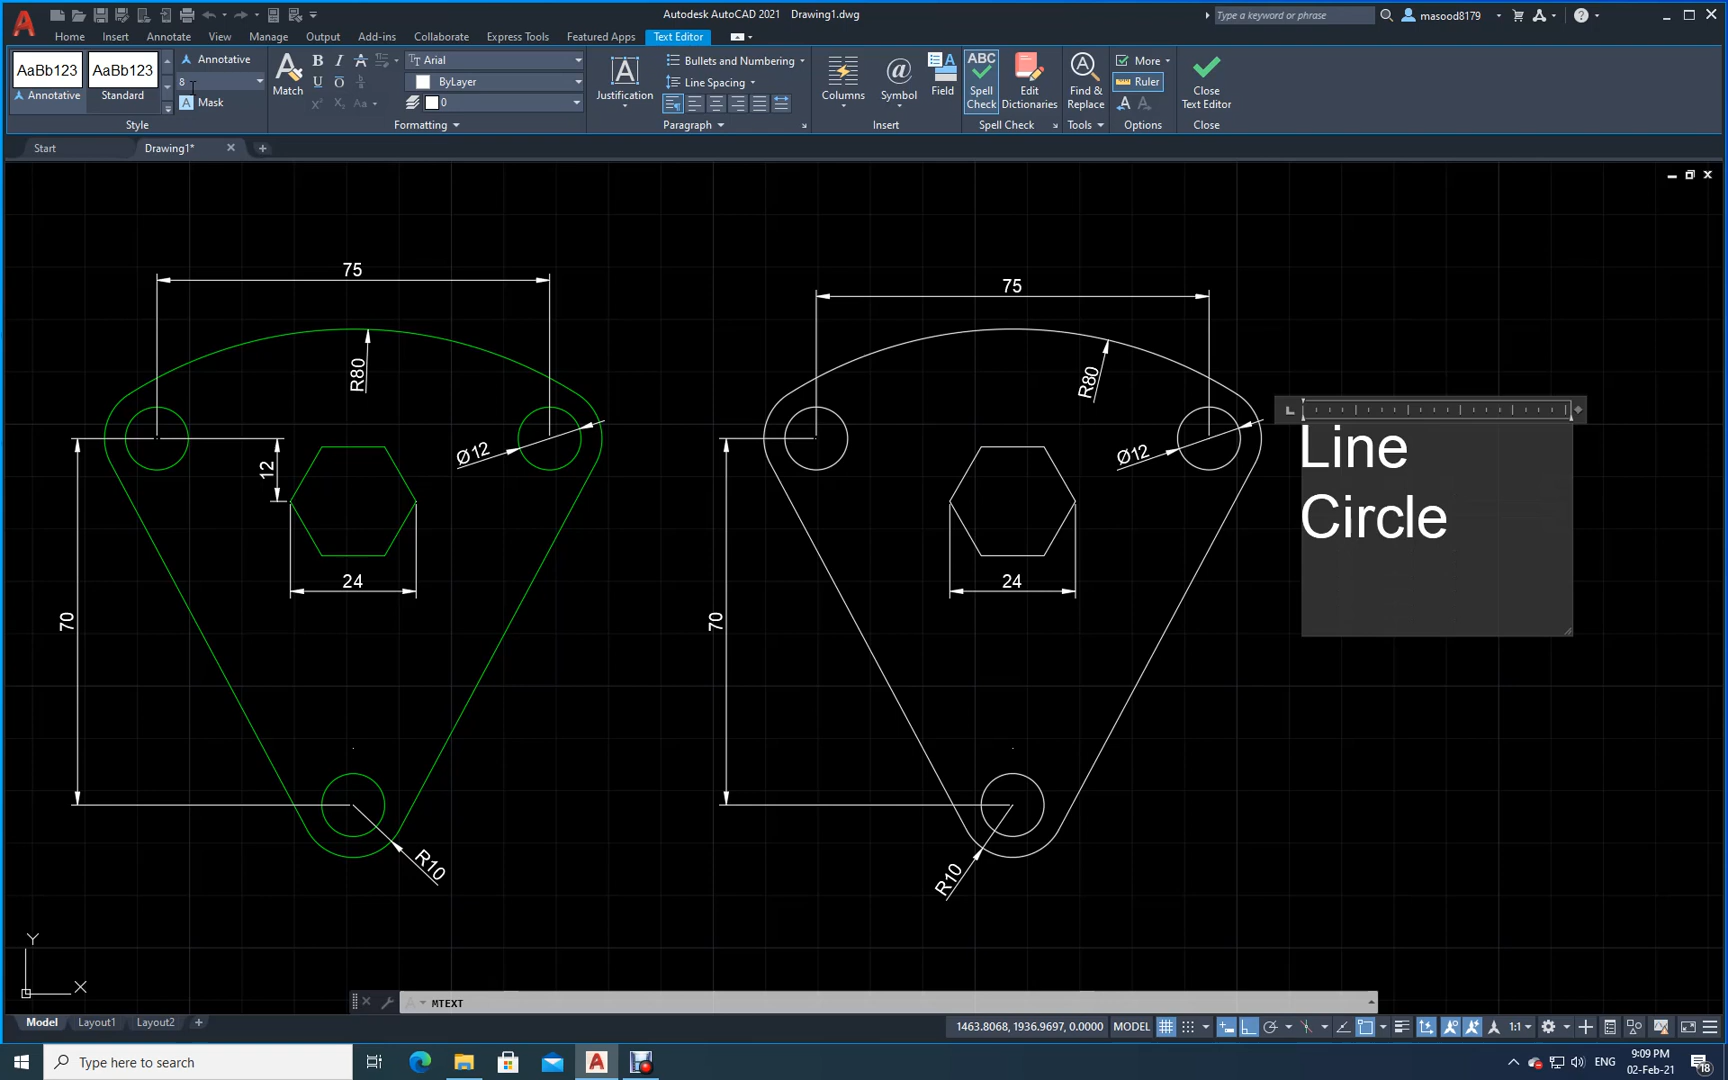 Autodesk AutoCAD 2021 Drawing1.dwg
Type a keyword or phrase
masood8179
Home Insert Annotate View Manage Output Add-ins Collaborate Express Tools Featured Apps Text Editor
AaBb123 AaBb123
Annotative Standard
Annotative
8
Mask
Style
Match
B I A
U O
Aa
Arial
ByLayer
0
Formatting
Justification
Bullets and Numbering
Line Spacing
Paragraph
Columns Symbol Field
Insert
ABC
Spell Check
Edit Dictionaries
Spell Check
Find & Replace
Tools
More
Ruler
Options
Close Text Editor
Close
Start Drawing1*
75
R80
12
Ø12
24
70
R10
75
R80
Ø12
24
70
R10
Line
Circle
Y
X
MTEXT
Model Layout1 Layout2
1463.8068, 1936.9697, 0.0000 MODEL 1:1
Type here to search
ENG
9:09 PM
02-Feb-21
18